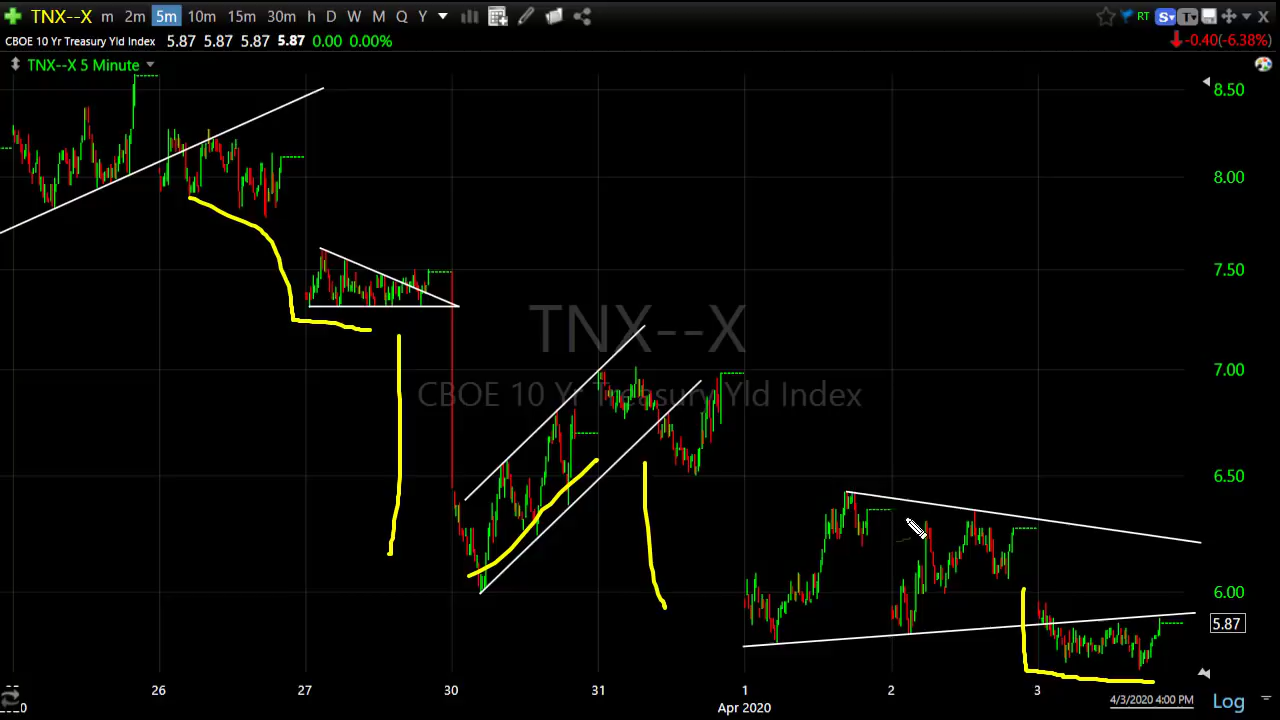 TNX--X m 2m 5m 10m 15m 30m h D W M Q Y RT S T X
CBOE 10 Yr Treasury Yld Index 5.87 5.87 5.87 5.87 0.00 0.00% -0.40(-6.38%)
TNX--X 5 Minute
8.50
8.00
7.50
TNX--X
7.00
CBOE 10 Yr Treasury Yld Index
6.50
6.00
5.87
26 27 30 31 1 2 3
4/3/2020 4:00 PM Log
Apr 2020